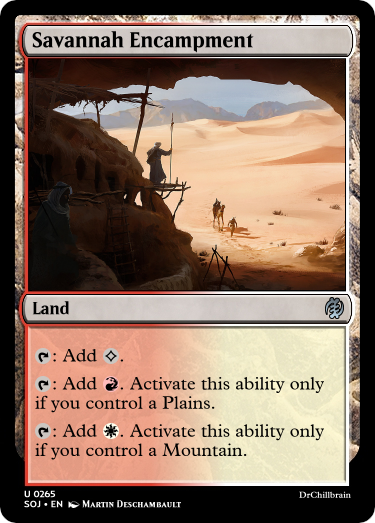 Savannah Encampment
Land
: Add .
: Add . Activate this ability only
if you control a Plains.
: Add . Activate this ability only
if you control a Mountain.
U 0265
SOJ • EN Martin Deschambault
DrChillbrain